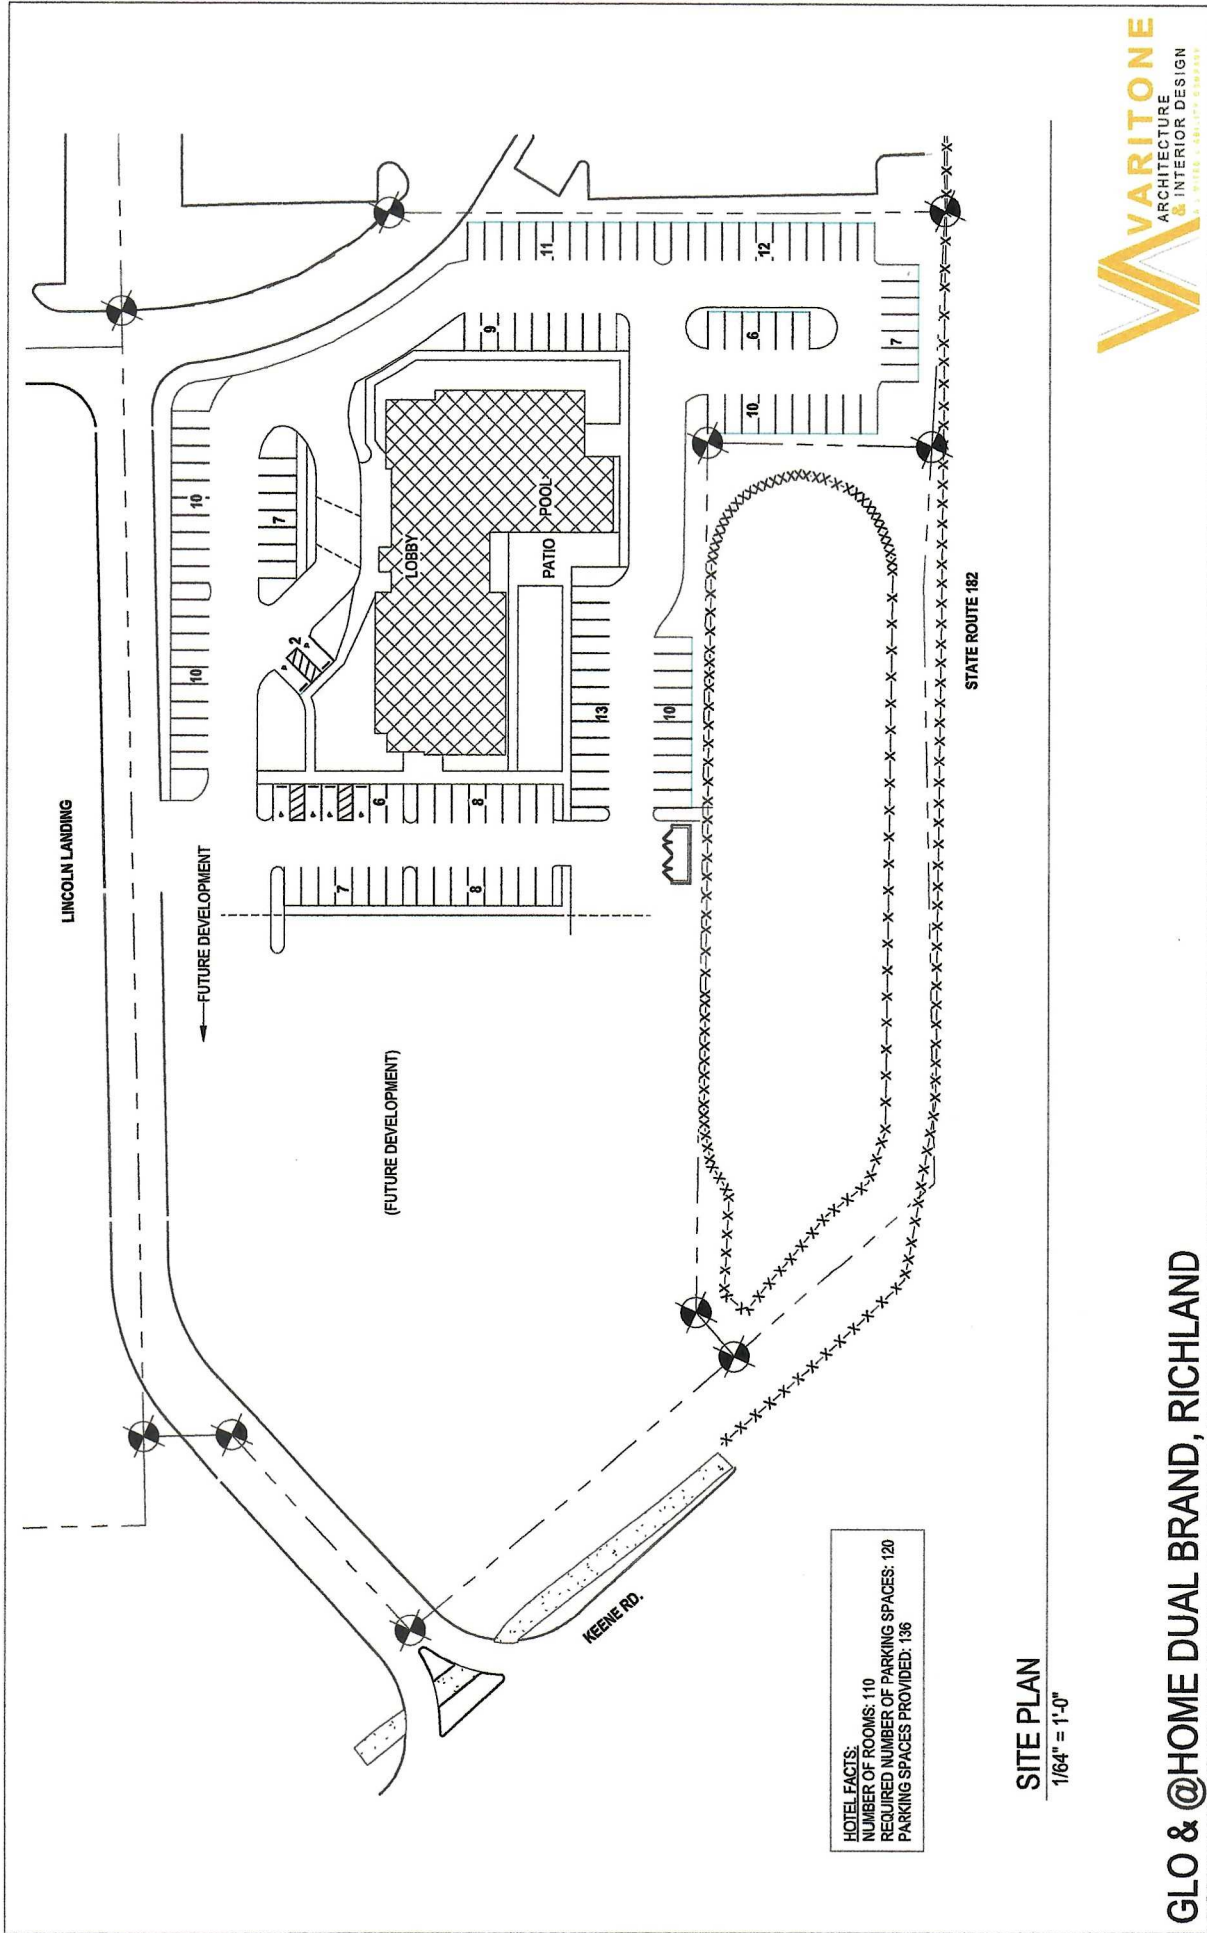 LINCOLN LANDING
FUTURE DEVELOPMENT
(FUTURE DEVELOPMENT)
10
10
7
2
LOBBY
POOL
PATIO
9
11
12
6
7
10
13
10
6
8
7
8
STATE ROUTE 182
KEENE RD.
HOTEL FACTS:
NUMBER OF ROOMS: 110
REQUIRED NUMBER OF PARKING SPACES: 120
PARKING SPACES PROVIDED: 136
SITE PLAN
1/64" = 1'-0"
GLO & @HOME DUAL BRAND, RICHLAND
VARITONE
ARCHITECTURE
& INTERIOR DESIGN
A LIMITED LIABILITY COMPANY